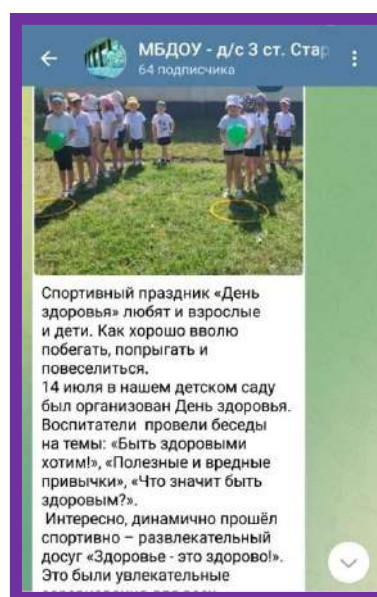 МБДОУ - д/с 3 ст. Стар
64 подписчика
Спортивный праздник «День
здоровья» любят и взрослые
и дети. Как хорошо вволю
побегать, попрыгать и
повеселиться.
14 июля в нашем детском саду
был организован День здоровья.
Воспитатели провели беседы
на темы: «Быть здоровыми
хотим!», «Полезные и вредные
привычки», «Что значит быть
здоровым?».
Интересно, динамично прошёл
спортивно – развлекательный
досуг «Здоровье - это здорово!».
Это были увлекательные